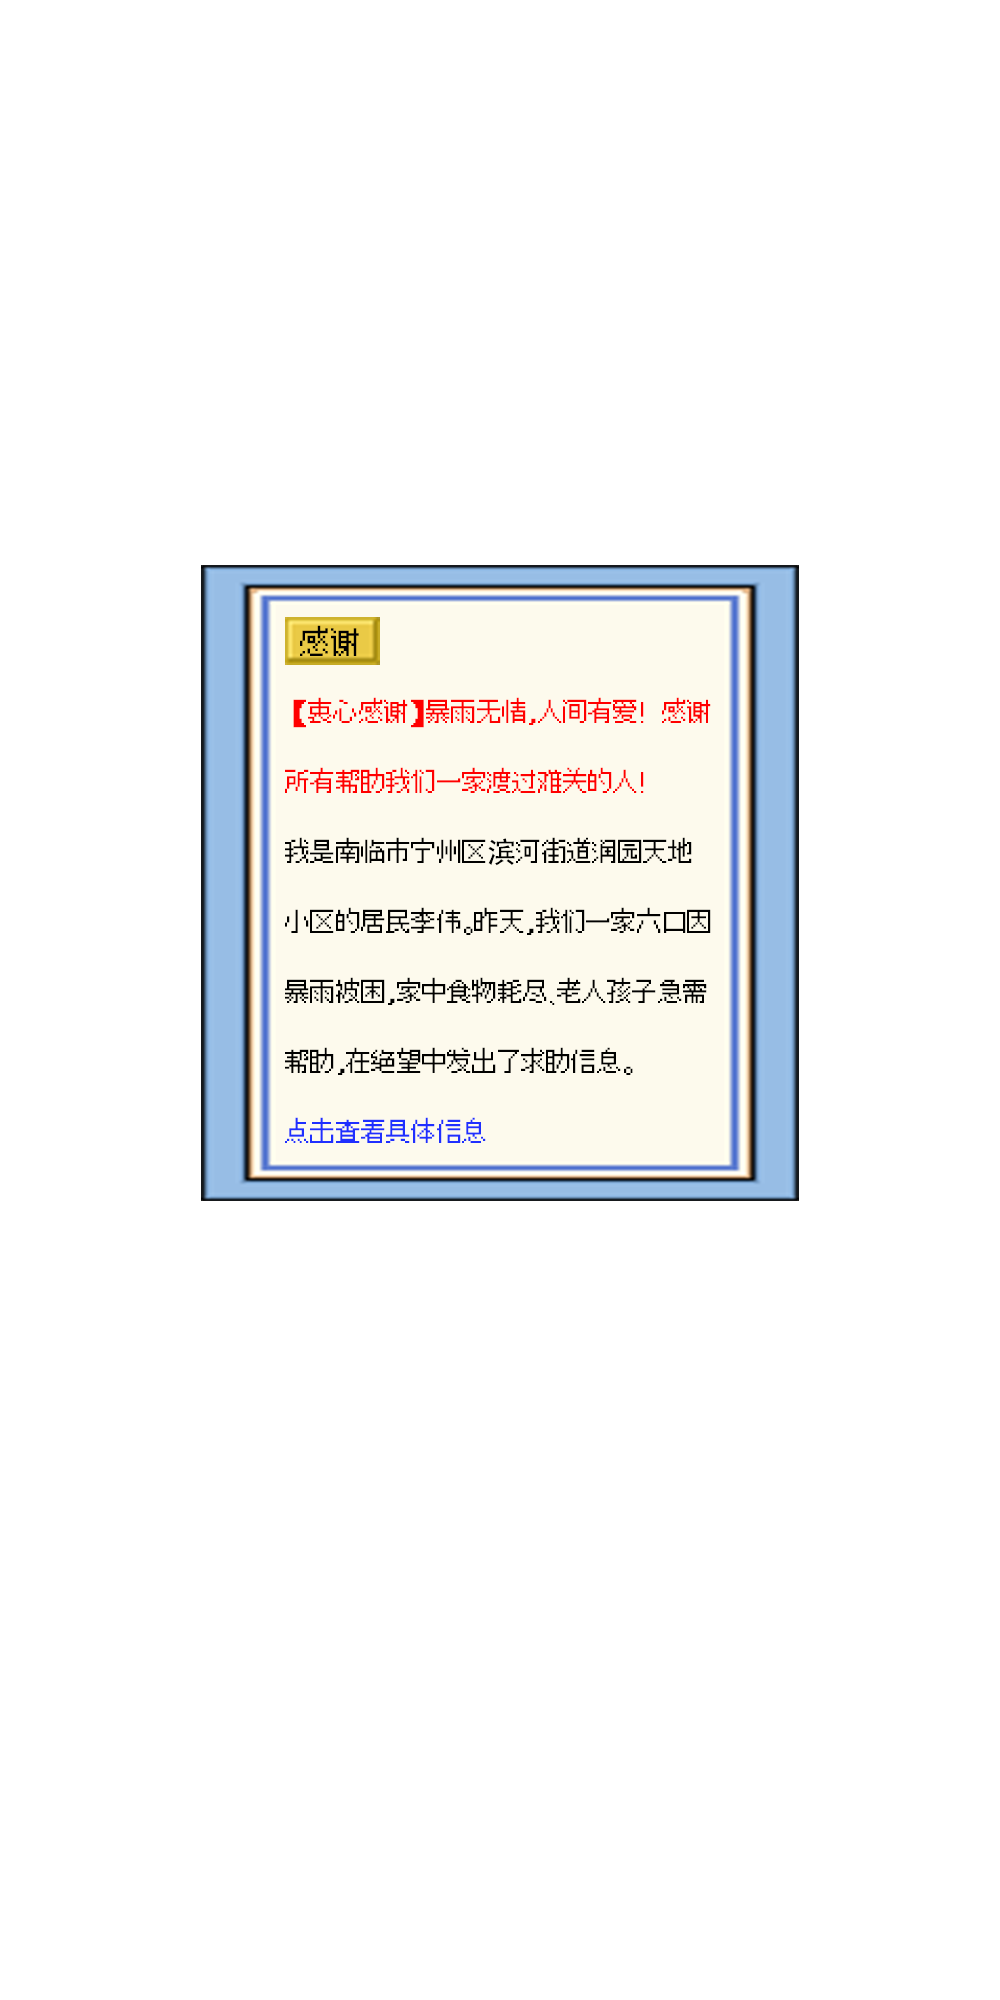 感谢
【衷心感谢】暴雨无情,人间有爱！感谢
所有帮助我们一家渡过难关的人！
我是南临市宁州区滨河街道润园天地
小区的居民李伟。昨天,我们一家六口因
暴雨被困,家中食物耗尽、老人孩子急需
帮助,在绝望中发出了求助信息。
点击查看具体信息